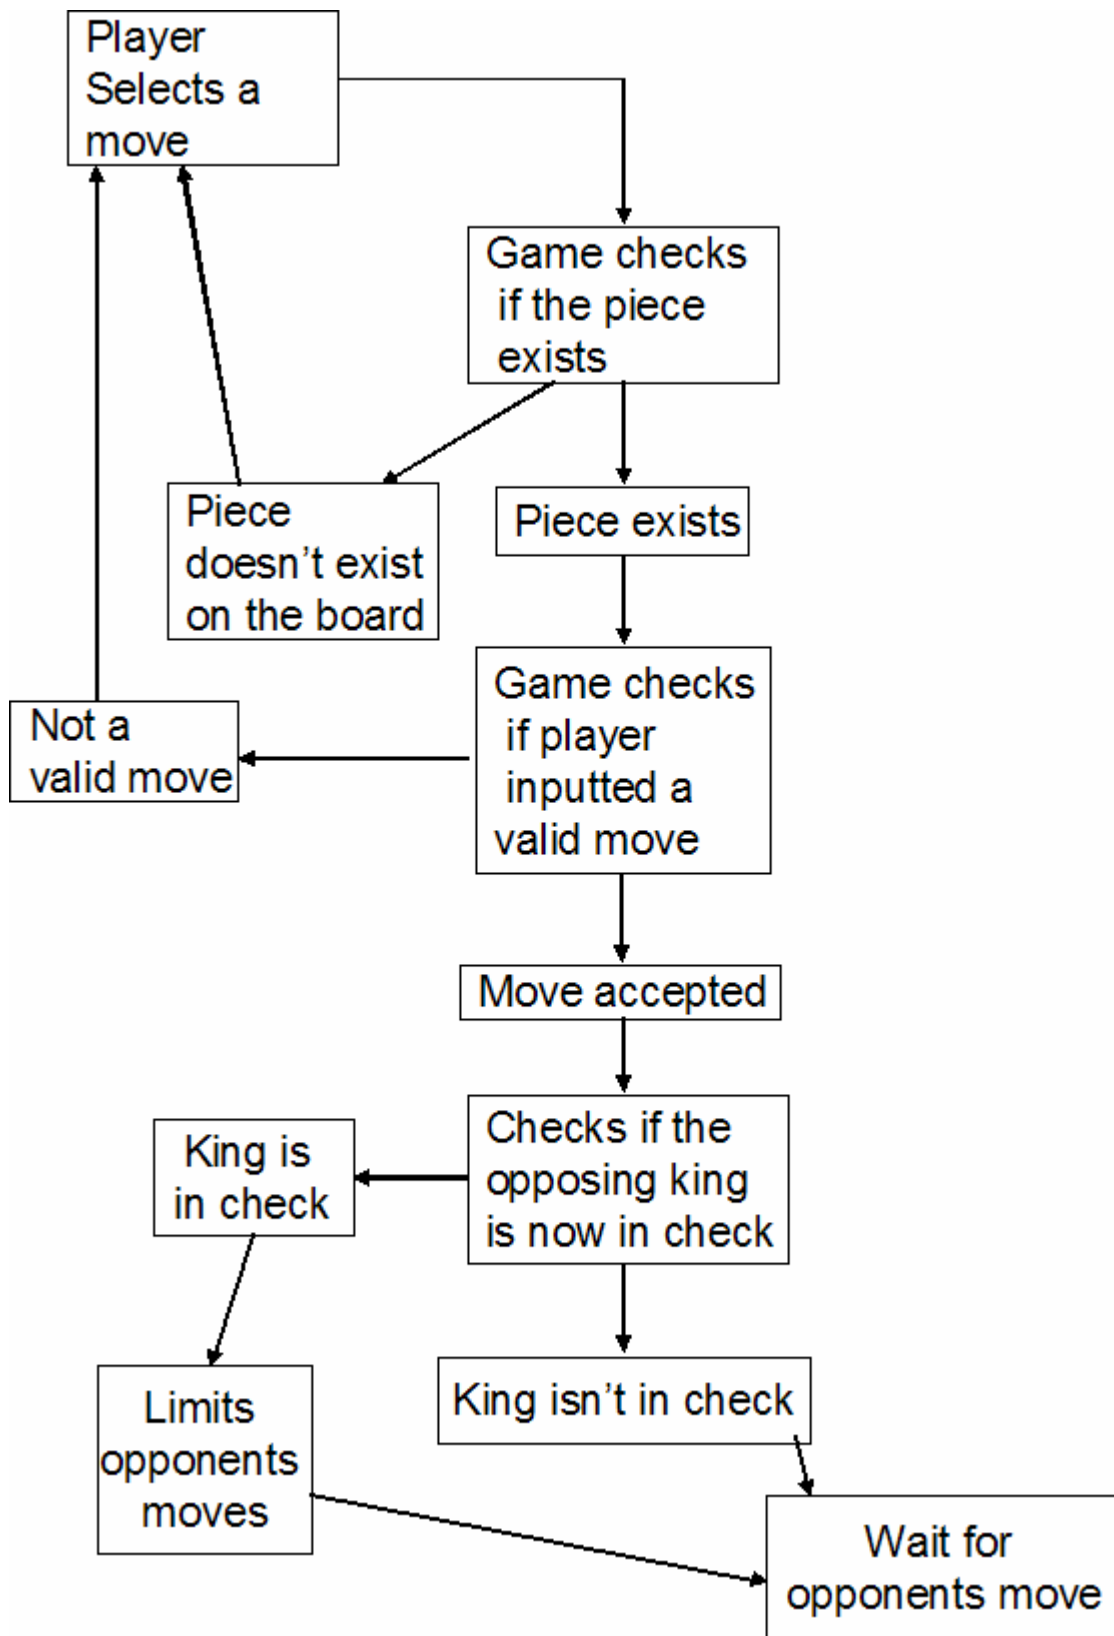 Player
Selects a
move
Game checks
if the piece
exists
Piece
doesn't exist
on the board
Piece exists
Game checks
if player
inputted a
valid move
Not a
valid move
Move accepted
Checks if the
opposing king
is now in check
King is
in check
King isn't in check
Limits
opponents
moves
Wait for
opponents move